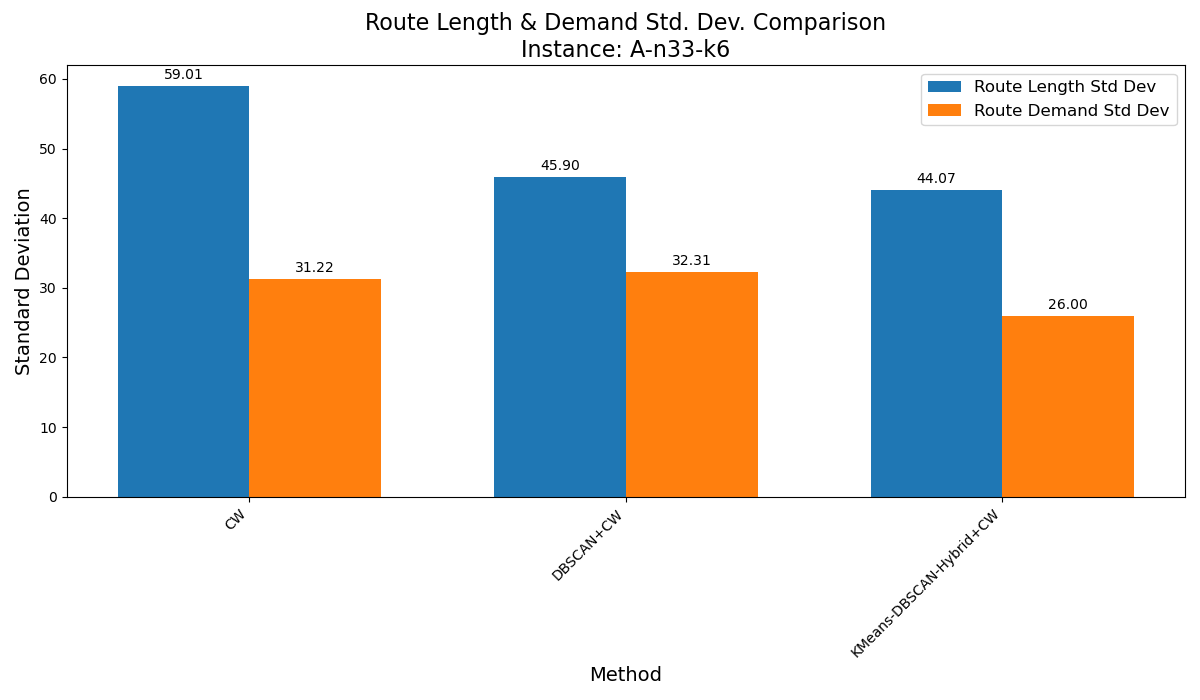 Route Length & Demand Std. Dev. Comparison
Instance: A-n33-k6
Route Length Std Dev
Route Demand Std Dev
Standard Deviation
60
50
40
30
20
10
0
59.01
31.22
45.90
32.31
44.07
26.00
CW
DBSCAN+CW
KMeans-DBSCAN-Hybrid+CW
Method